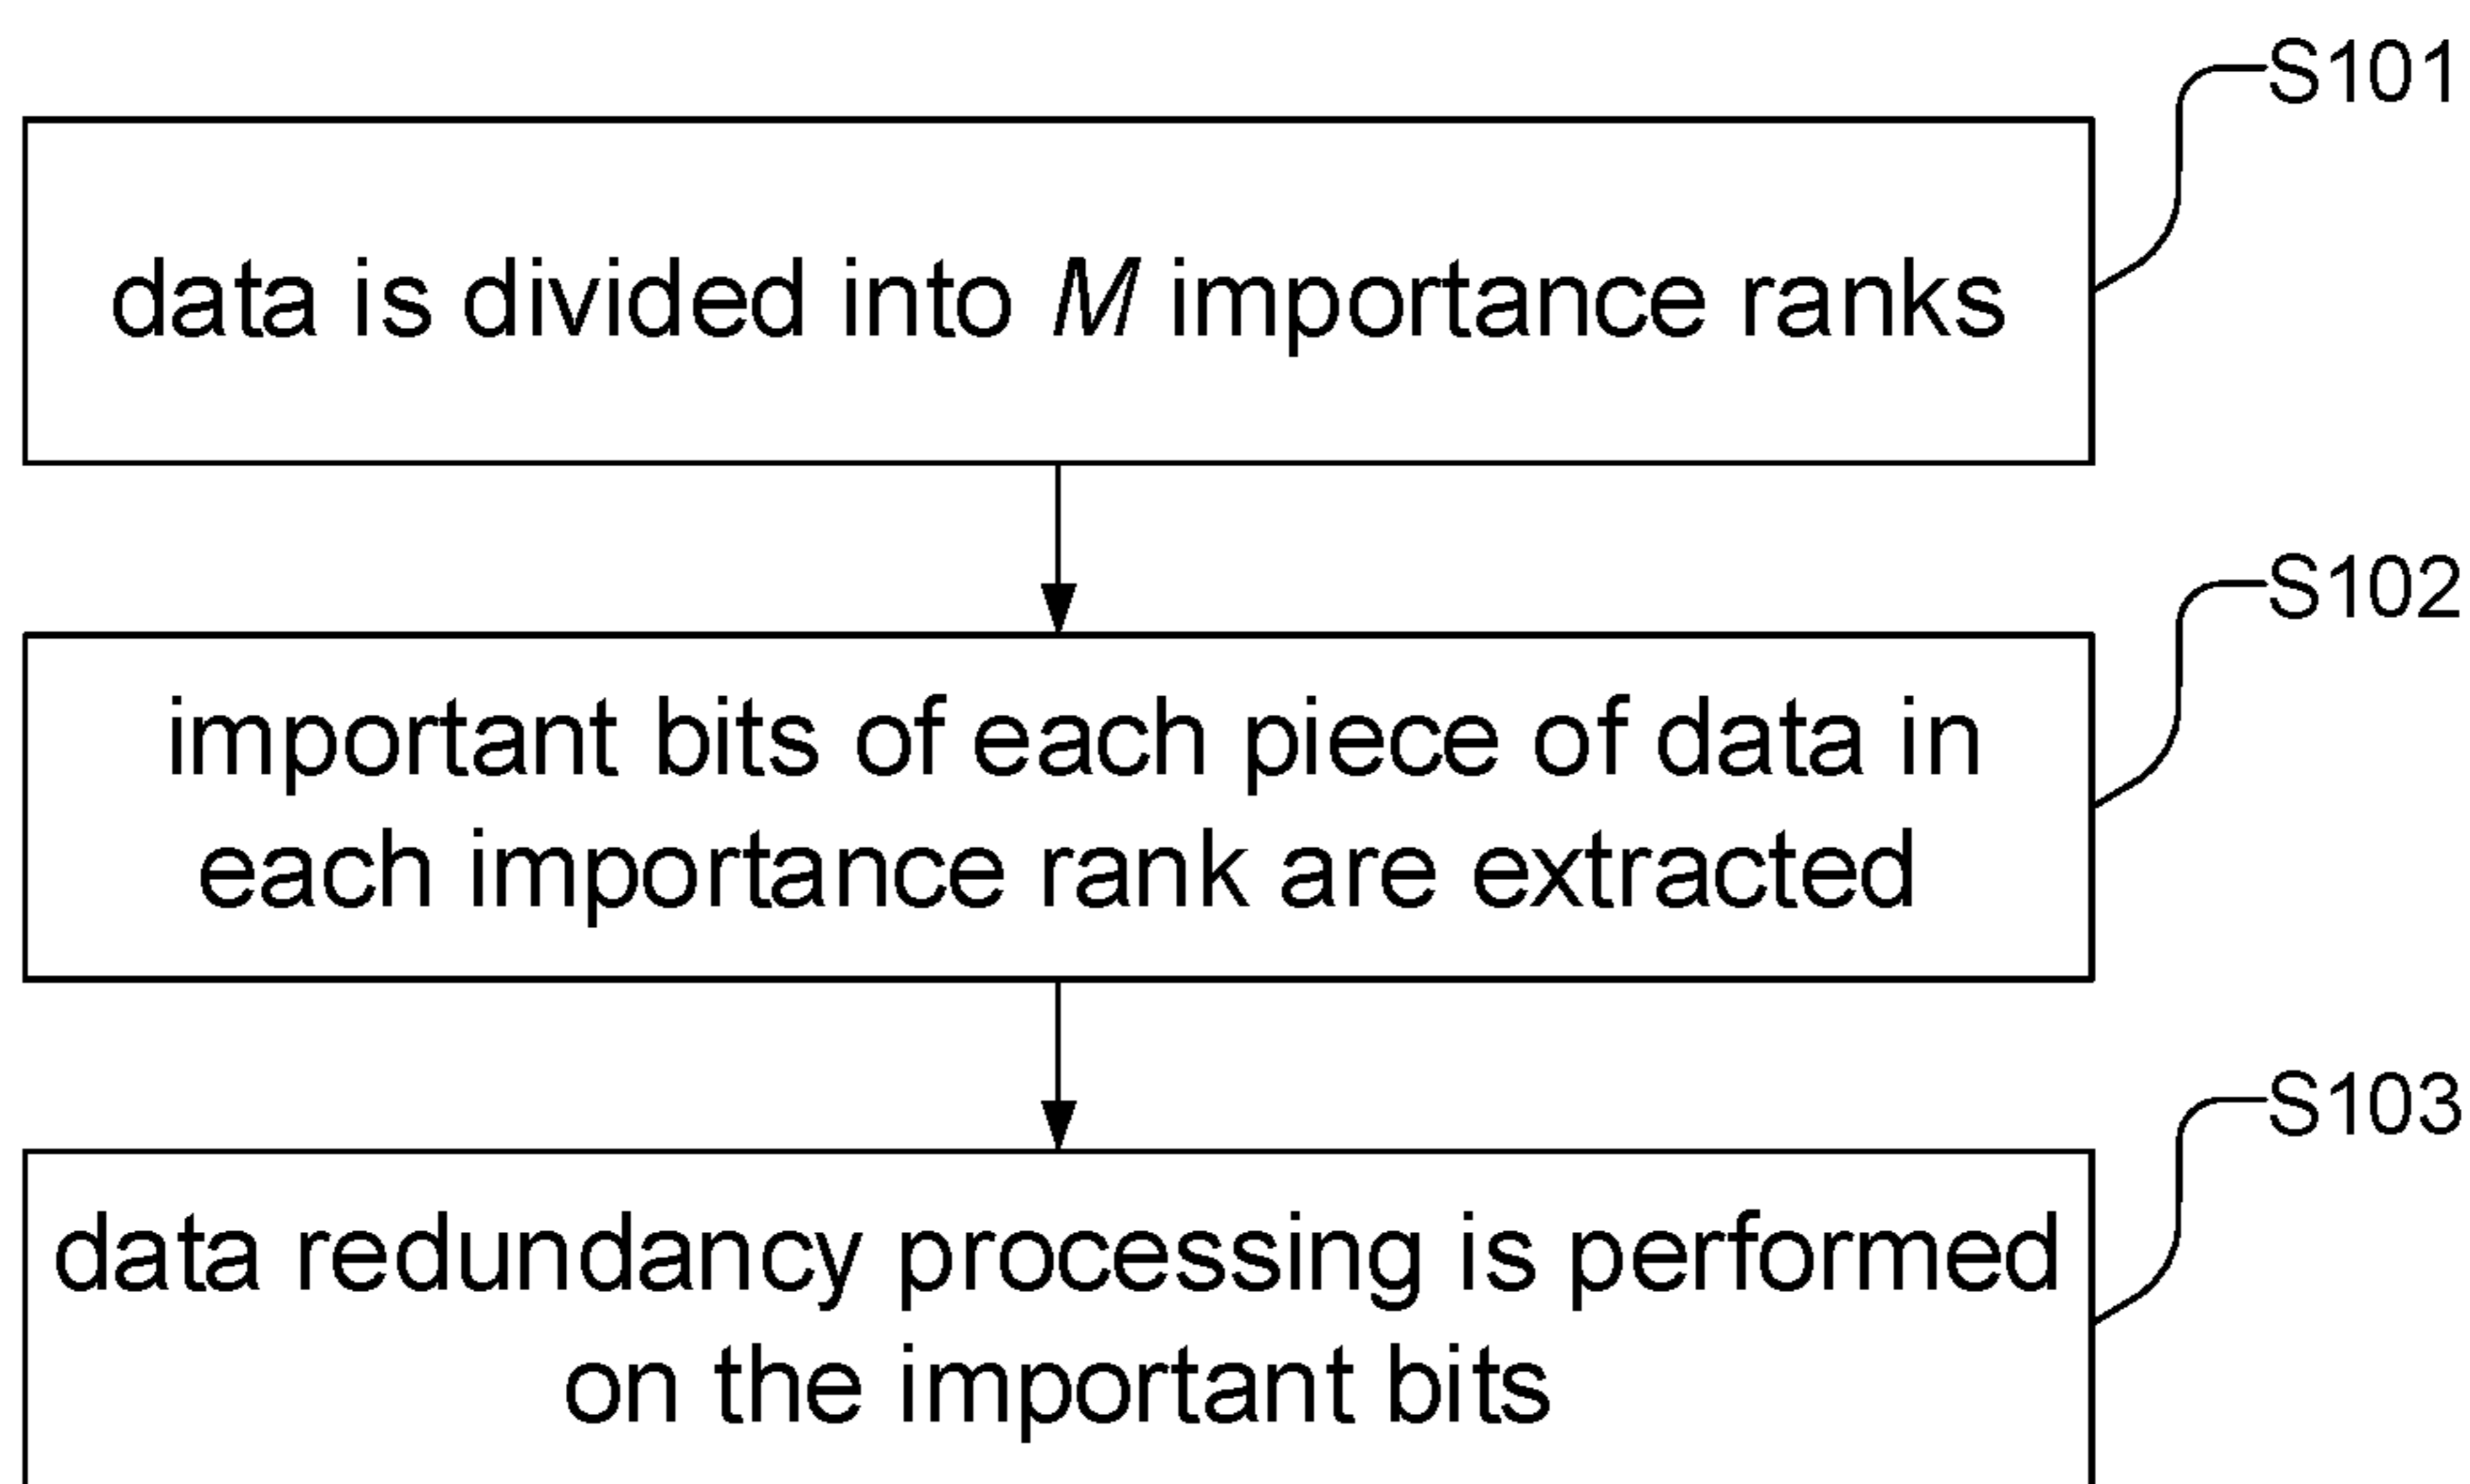 S101
data is divided into M importance ranks
S102
important bits of each piece of data in
each importance rank are extracted
S103
data redundancy processing is performed
on the important bits